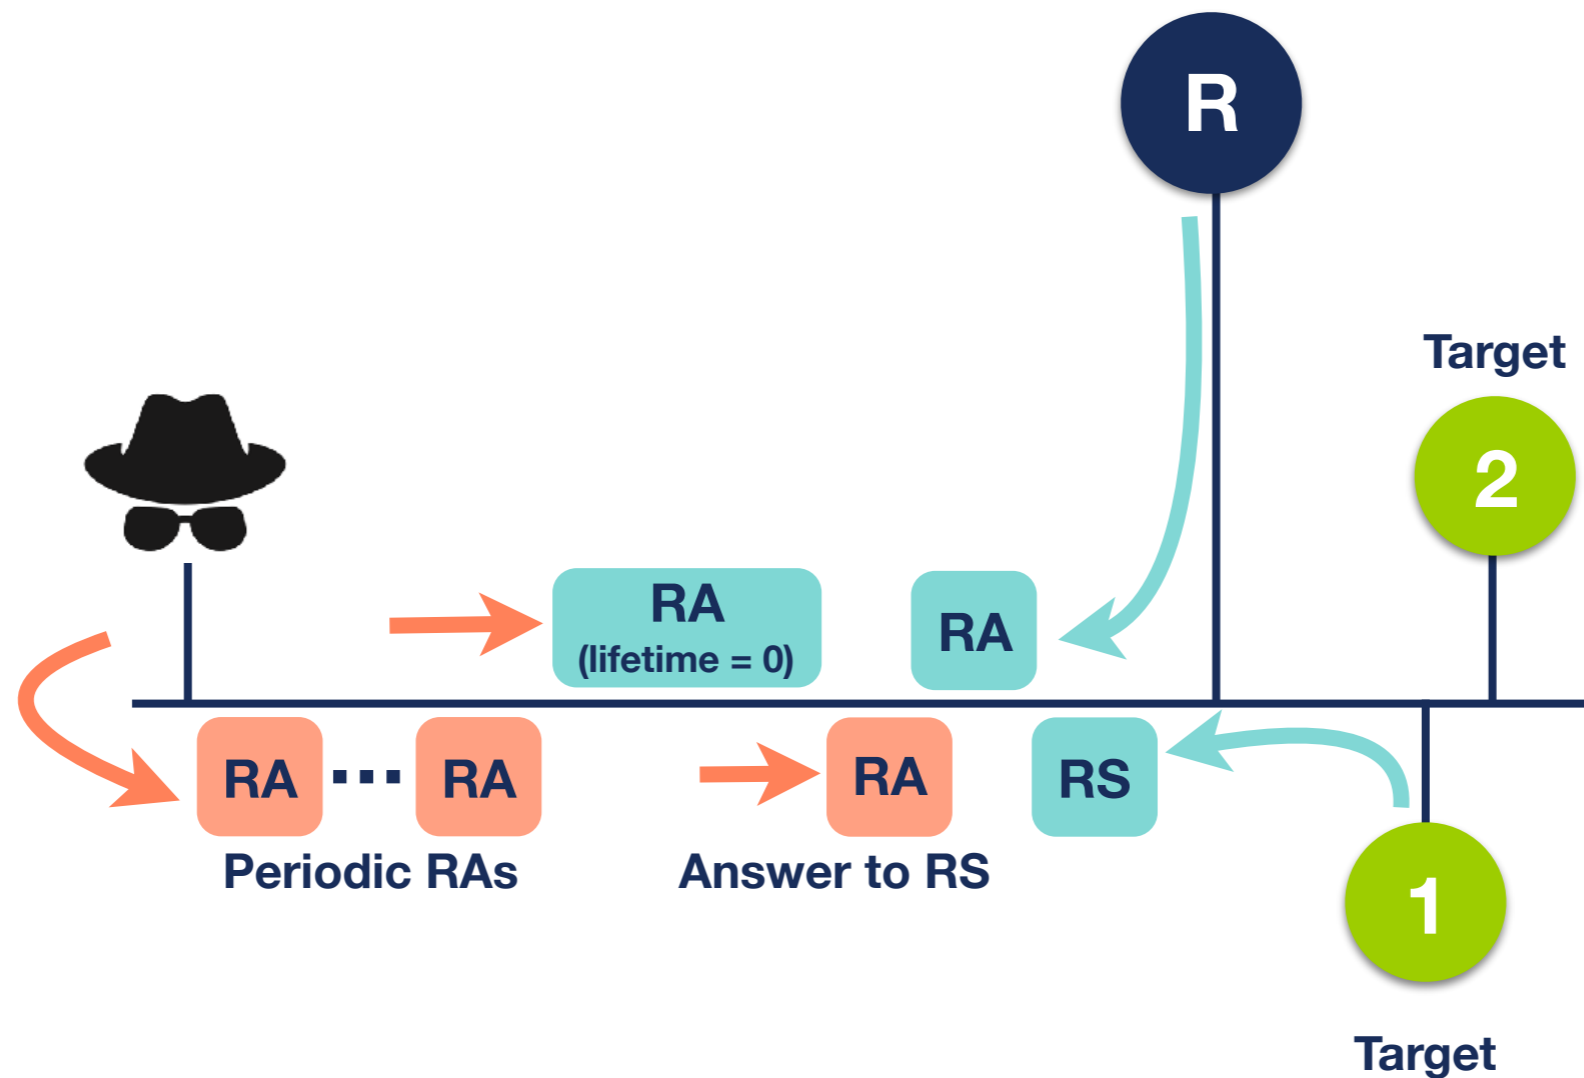 R
Target
2
RA
(lifetime = 0)
RA
RA ... RA
RA
RS
Periodic RAs
Answer to RS
1
Target